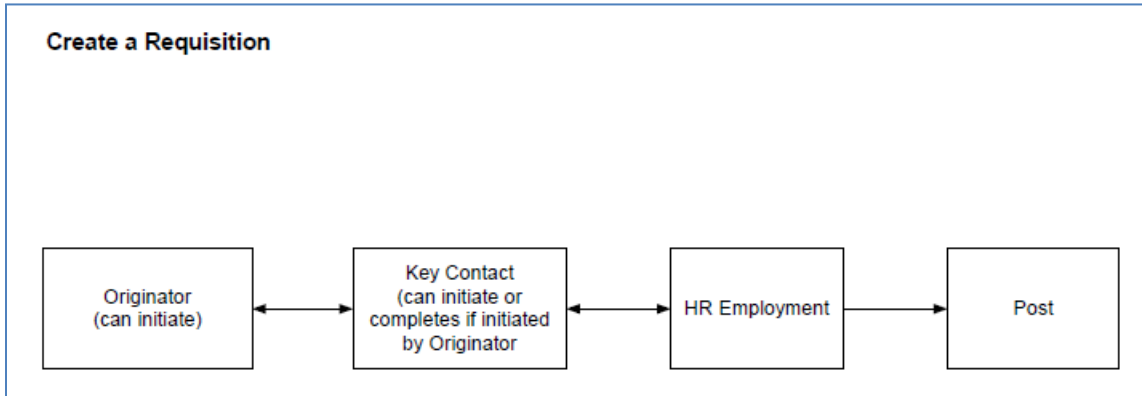 Create a Requisition
Originator
(can initiate)
Key Contact
(can initiate or
completes if initiated
by Originator
HR Employment
Post